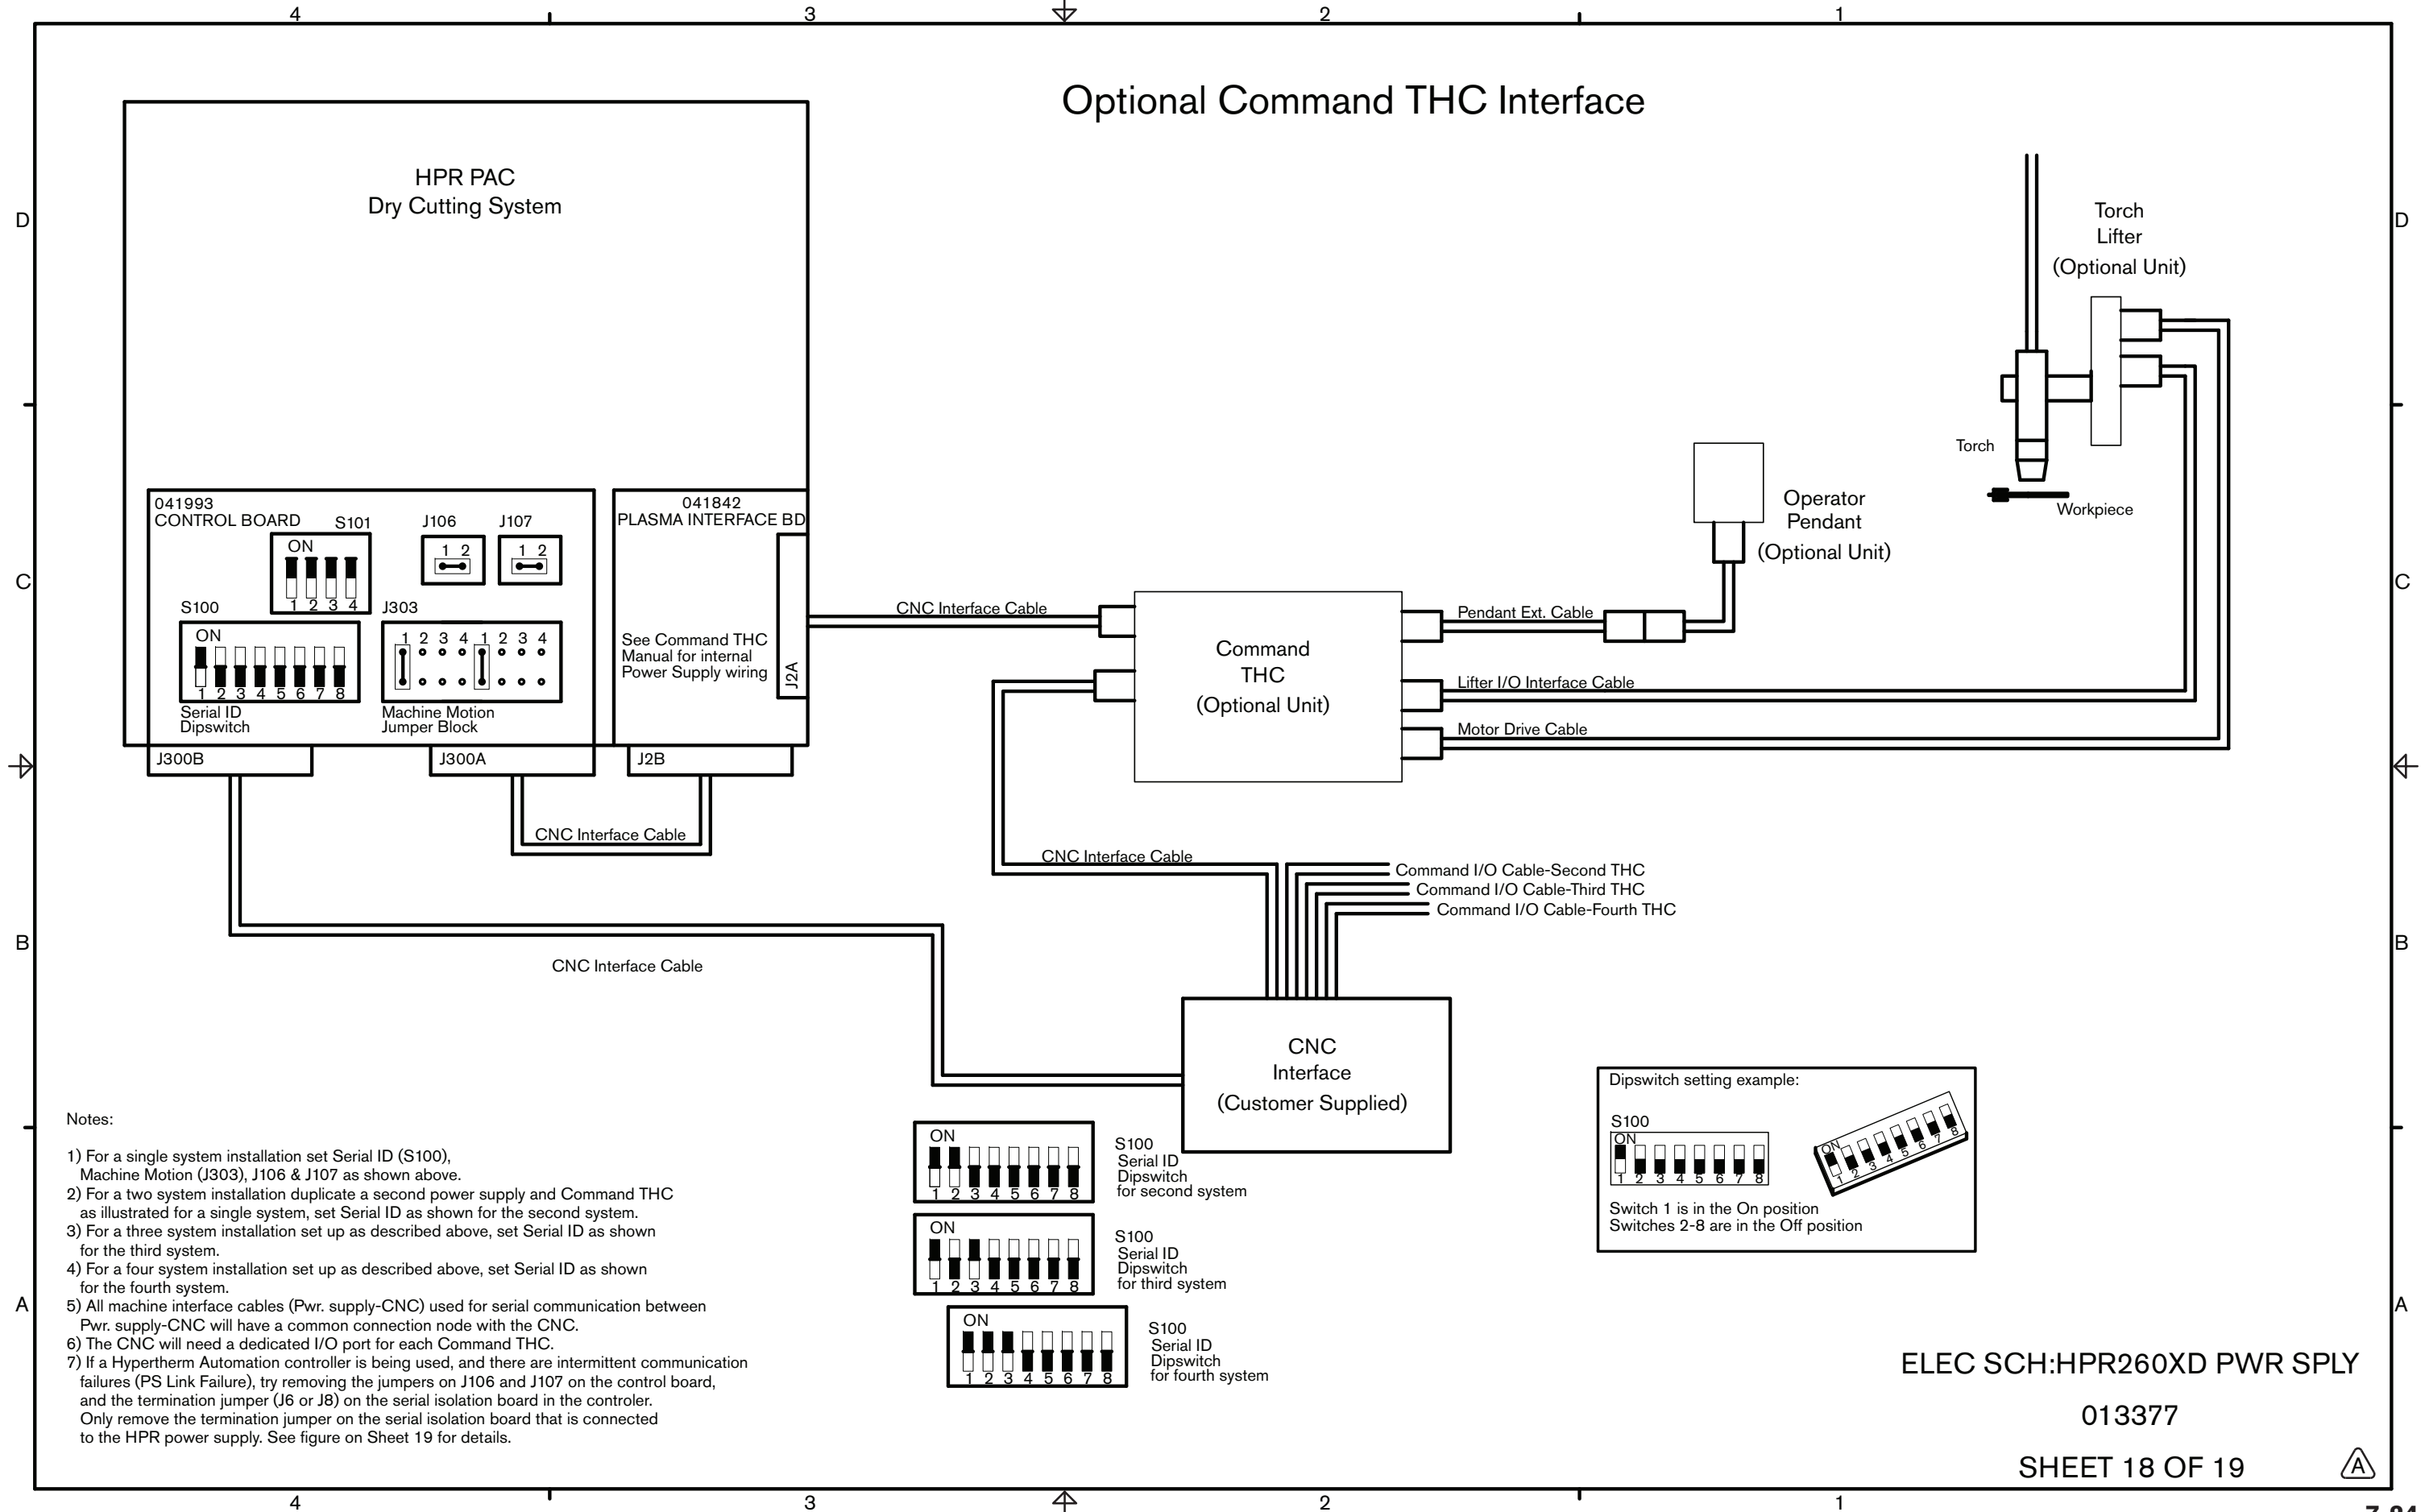 4 3 2 1
Optional Command THC Interface
HPR PAC
Dry Cutting System
D
D
Torch
Lifter
(Optional Unit)
Torch
Workpiece
Operator
Pendant
(Optional Unit)
041993
CONTROL BOARD
S101
ON
1 2 3 4
J106
1 2
J107
1 2
041842
PLASMA INTERFACE BD
C
C
S100
ON
1 2 3 4 5 6 7 8
Serial ID
Dipswitch
J303
1 2 3 4 1 2 3 4
Machine Motion
Jumper Block
See Command THC
Manual for internal
Power Supply wiring
J2A
CNC Interface Cable
Command
THC
(Optional Unit)
Pendant Ext. Cable
Lifter I/O Interface Cable
Motor Drive Cable
J300B
J300A
J2B
CNC Interface Cable
CNC Interface Cable
Command I/O Cable-Second THC
Command I/O Cable-Third THC
Command I/O Cable-Fourth THC
B
B
CNC Interface Cable
CNC
Interface
(Customer Supplied)
Notes:
1) For a single system installation set Serial ID (S100),
Machine Motion (J303), J106 & J107 as shown above.
2) For a two system installation duplicate a second power supply and Command THC
as illustrated for a single system, set Serial ID as shown for the second system.
3) For a three system installation set up as described above, set Serial ID as shown
for the third system.
4) For a four system installation set up as described above, set Serial ID as shown
for the fourth system.
5) All machine interface cables (Pwr. supply-CNC) used for serial communication between
Pwr. supply-CNC will have a common connection node with the CNC.
6) The CNC will need a dedicated I/O port for each Command THC.
7) If a Hypertherm Automation controller is being used, and there are intermittent communication
failures (PS Link Failure), try removing the jumpers on J106 and J107 on the control board,
and the termination jumper (J6 or J8) on the serial isolation board in the controler.
Only remove the termination jumper on the serial isolation board that is connected
to the HPR power supply. See figure on Sheet 19 for details.
ON
1 2 3 4 5 6 7 8
S100
Serial ID
Dipswitch
for second system
ON
1 2 3 4 5 6 7 8
S100
Serial ID
Dipswitch
for third system
ON
1 2 3 4 5 6 7 8
S100
Serial ID
Dipswitch
for fourth system
Dipswitch setting example:
S100
ON
1 2 3 4 5 6 7 8
ON
1 2 3 4 5 6 7 8
Switch 1 is in the On position
Switches 2-8 are in the Off position
A
A
ELEC SCH:HPR260XD PWR SPLY
013377
SHEET 18 OF 19
A
4 3 2 1